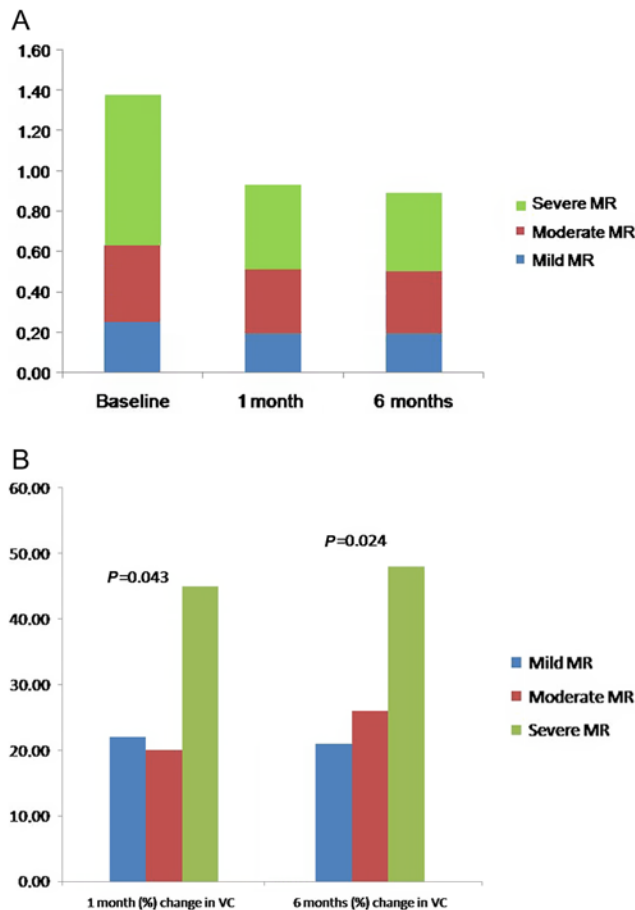 A
1.60
1.40
1.20
1.00
0.80
0.60
0.40
0.20
0.00
Severe MR
Moderate MR
Mild MR
Baseline 1 month 6 months
B
60.00
50.00
40.00
30.00
20.00
10.00
0.00
P=0.043
P=0.024
Mild MR
Moderate MR
Severe MR
1 month (%) change in VC 6 months (%) change in VC